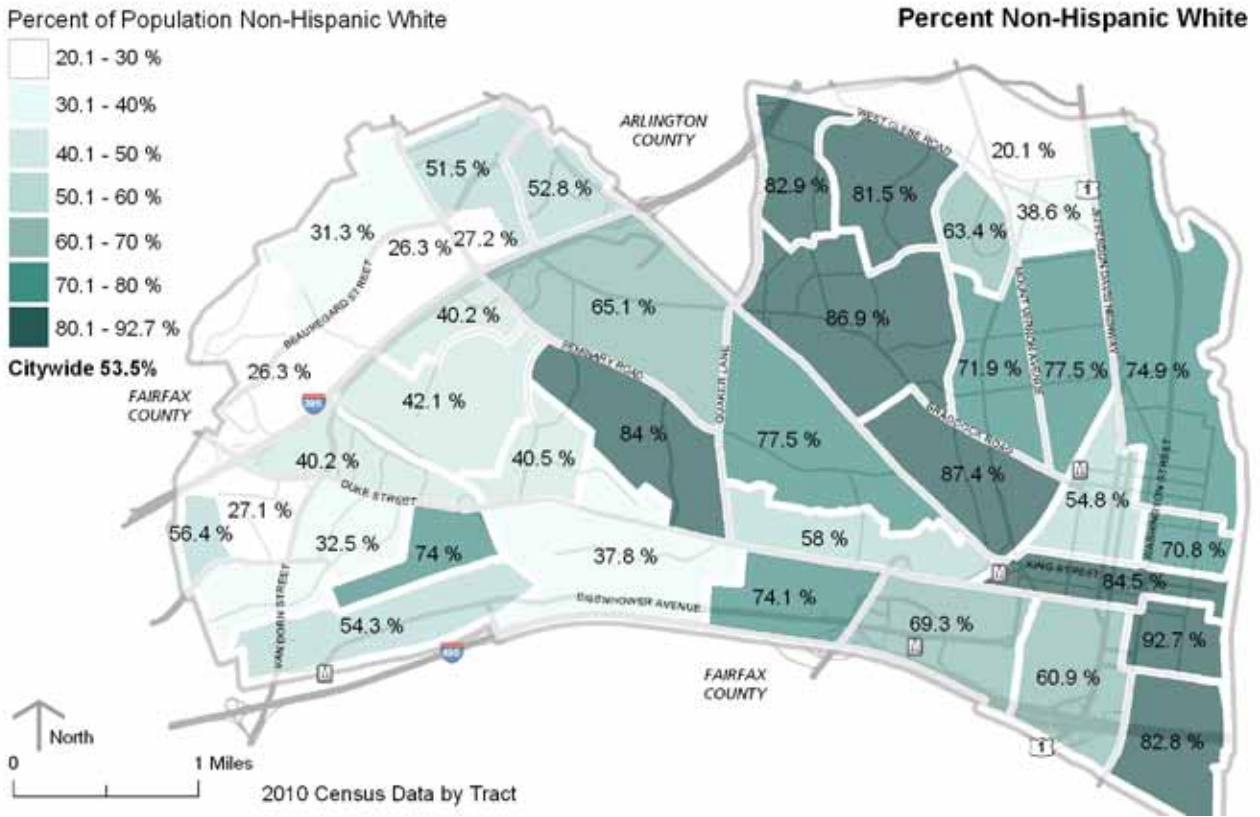 Percent of Population Non-Hispanic White
Percent Non-Hispanic White
20.1 - 30 %
30.1 - 40%
40.1 - 50 %
50.1 - 60 %
60.1 - 70 %
70.1 - 80 %
80.1 - 92.7 %
Citywide 53.5%
ARLINGTON
COUNTY
WEST GLEBE ROAD
20.1 %
51.5 %
52.8 %
82.9 %
81.5 %
1
38.6 %
63.4 %
31.3 %
26.3 %
27.2 %
JEFFERSON DAVIS HIGHWAY
BEAUREGARD STREET
40.2 %
65.1 %
86.9 %
MOUNT VERNON AVENUE
26.3 %
FAIRFAX
COUNTY
395
SEMINARY ROAD
QUAKER LANE
71.9 %
77.5 %
74.9 %
42.1 %
84 %
77.5 %
BRADDOCK ROAD
40.2 %
40.5 %
87.4 %
M
WASHINGTON STREET
DUKE STREET
54.8 %
27.1 %
56.4 %
32.5 %
74 %
37.8 %
58 %
70.8 %
M
KING STREET
84.5 %
VAN DORN STREET
EISENHOWER AVENUE
74.1 %
54.3 %
69.3 %
92.7 %
M
495
M
60.9 %
FAIRFAX
COUNTY
82.8 %
1
North
0
1 Miles
2010 Census Data by Tract